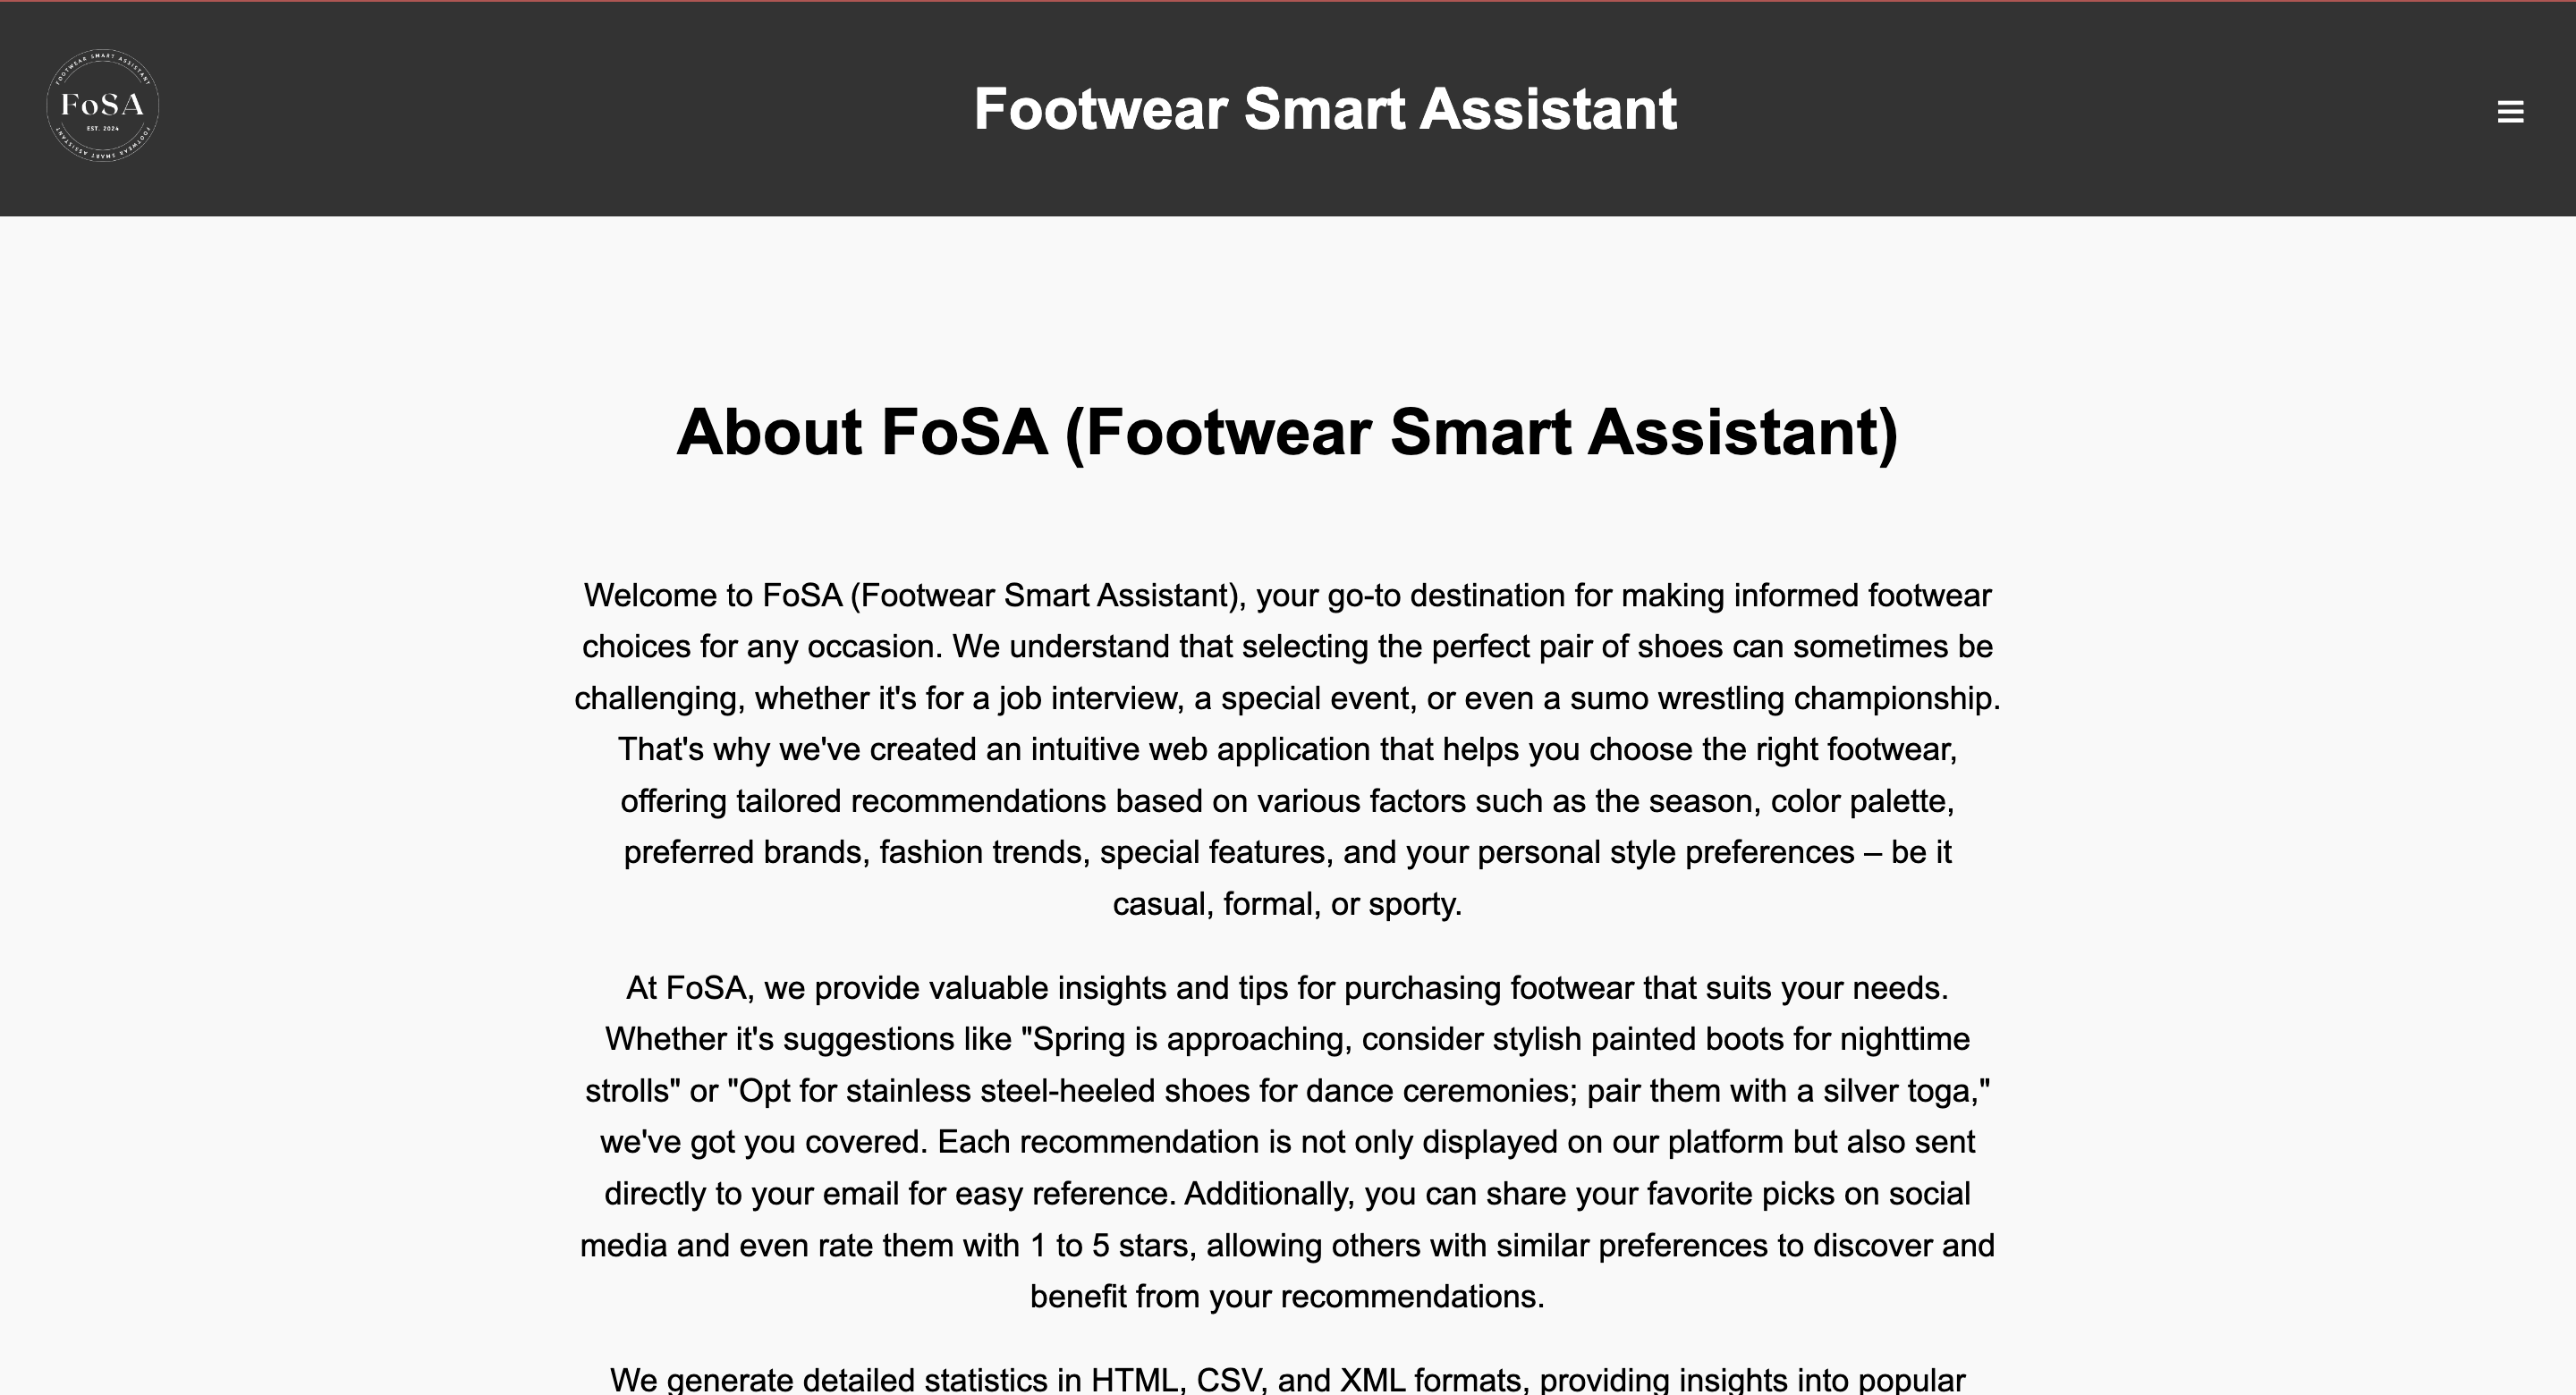 FOOTWEAR SMART ASSISTANT
FoSA
EST. 2024
FOOTWEAR SMART ASSISTANT
Footwear Smart Assistant
About FoSA (Footwear Smart Assistant)
Welcome to FoSA (Footwear Smart Assistant), your go-to destination for making informed footwear
choices for any occasion. We understand that selecting the perfect pair of shoes can sometimes be
challenging, whether it's for a job interview, a special event, or even a sumo wrestling championship.
That's why we've created an intuitive web application that helps you choose the right footwear,
offering tailored recommendations based on various factors such as the season, color palette,
preferred brands, fashion trends, special features, and your personal style preferences – be it
casual, formal, or sporty.
At FoSA, we provide valuable insights and tips for purchasing footwear that suits your needs.
Whether it's suggestions like "Spring is approaching, consider stylish painted boots for nighttime
strolls" or "Opt for stainless steel-heeled shoes for dance ceremonies; pair them with a silver toga,"
we've got you covered. Each recommendation is not only displayed on our platform but also sent
directly to your email for easy reference. Additionally, you can share your favorite picks on social
media and even rate them with 1 to 5 stars, allowing others with similar preferences to discover and
benefit from your recommendations.
We generate detailed statistics in HTML, CSV, and XML formats, providing insights into popular